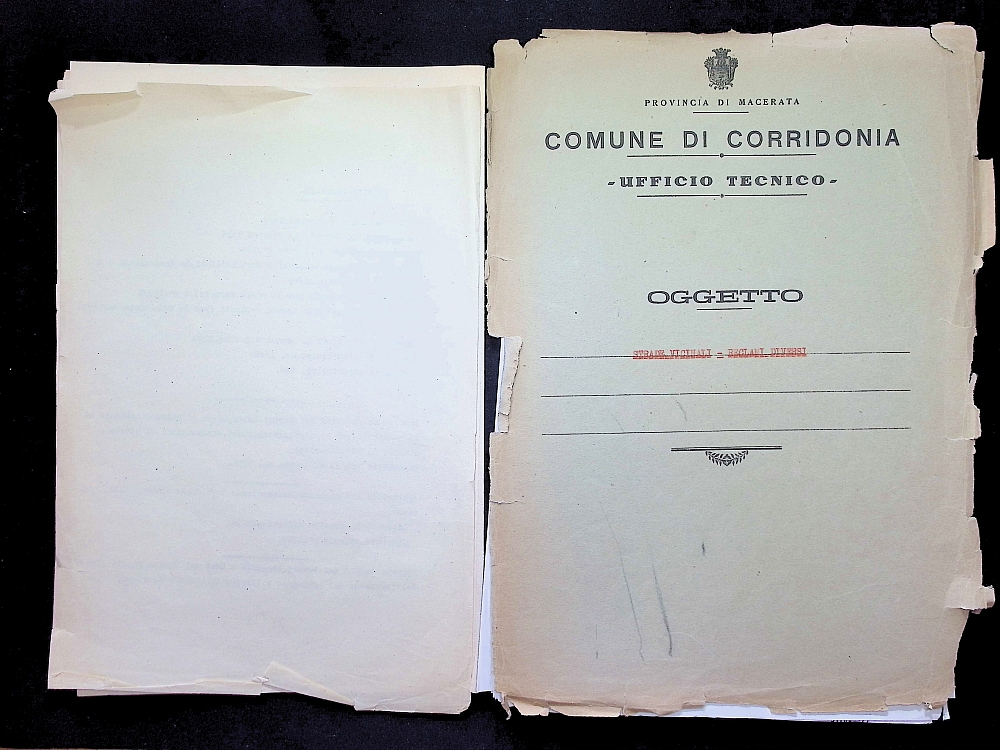 PROVINCIA DI MACERATA
COMUNE DI CORRIDONIA
-UFFICIO TECNICO-
OGGETTO
STRADE VICINALI - RECLAMI DIVERSI